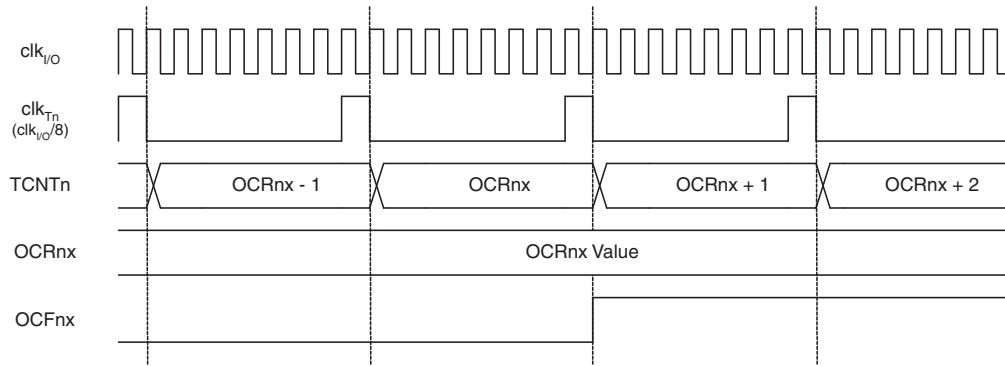 clkI/O
clkTn
(clkI/O/8)
TCNTn OCRnx - 1 OCRnx OCRnx + 1 OCRnx + 2
OCRnx OCRnx Value
OCFnx